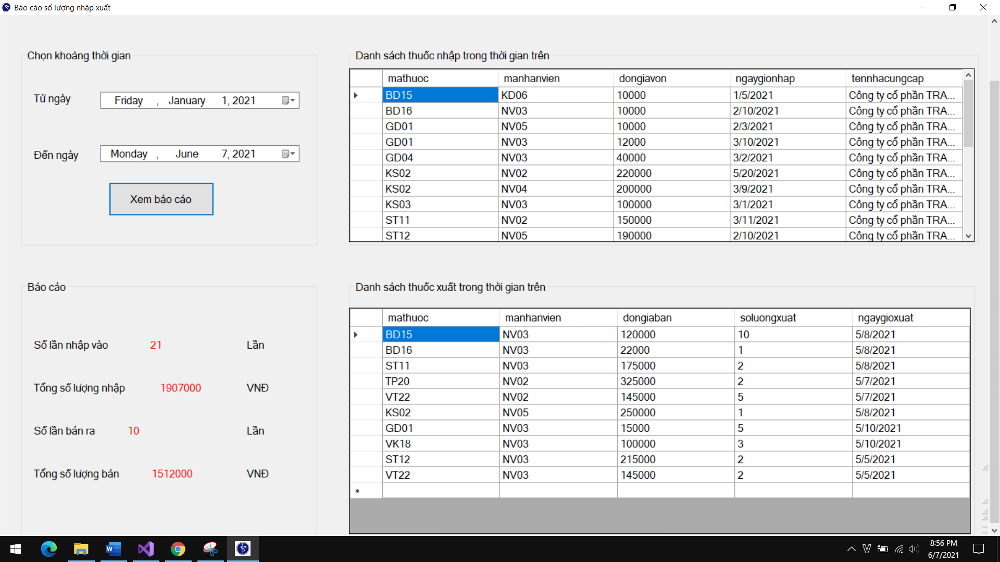 Báo cáo số lượng nhập xuất
Chọn khoảng thời gian
Từ ngày
Friday , January 1, 2021
Đến ngày
Monday , June 7, 2021
Xem báo cáo
Danh sách thuốc nhập trong thời gian trên
mathuoc manhanvien dongiavon ngaygionhap tennhacungcap
BD15 KD06 10000 1/5/2021 Công ty cổ phần TRA...
BD16 NV03 10000 2/10/2021 Công ty cổ phần TRA...
GD01 NV05 10000 2/3/2021 Công ty cổ phần TRA...
GD01 NV03 12000 3/10/2021 Công ty cổ phần TRA...
GD04 NV03 40000 3/2/2021 Công ty cổ phần TRA...
KS02 NV02 220000 5/20/2021 Công ty cổ phần TRA...
KS02 NV04 200000 3/9/2021 Công ty cổ phần TRA...
KS03 NV03 100000 3/1/2021 Công ty cổ phần TRA...
ST11 NV02 150000 3/11/2021 Công ty cổ phần TRA...
ST12 NV05 190000 2/10/2021 Công ty cổ phần TRA...
Báo cáo
Số lần nhập vào 21 Lần
Tổng số lượng nhập 1907000 VNĐ
Số lần bán ra 10 Lần
Tổng số lượng bán 1512000 VNĐ
Danh sách thuốc xuất trong thời gian trên
mathuoc manhanvien dongiaban soluongxuat ngaygioxuat
BD15 NV03 120000 10 5/8/2021
BD16 NV03 22000 1 5/8/2021
ST11 NV03 175000 2 5/8/2021
TP20 NV02 325000 2 5/7/2021
VT22 NV02 145000 5 5/7/2021
KS02 NV05 250000 1 5/8/2021
GD01 NV03 15000 5 5/10/2021
VK18 NV03 100000 3 5/10/2021
ST12 NV03 215000 2 5/5/2021
VT22 NV03 145000 2 5/5/2021
8:56 PM
6/7/2021